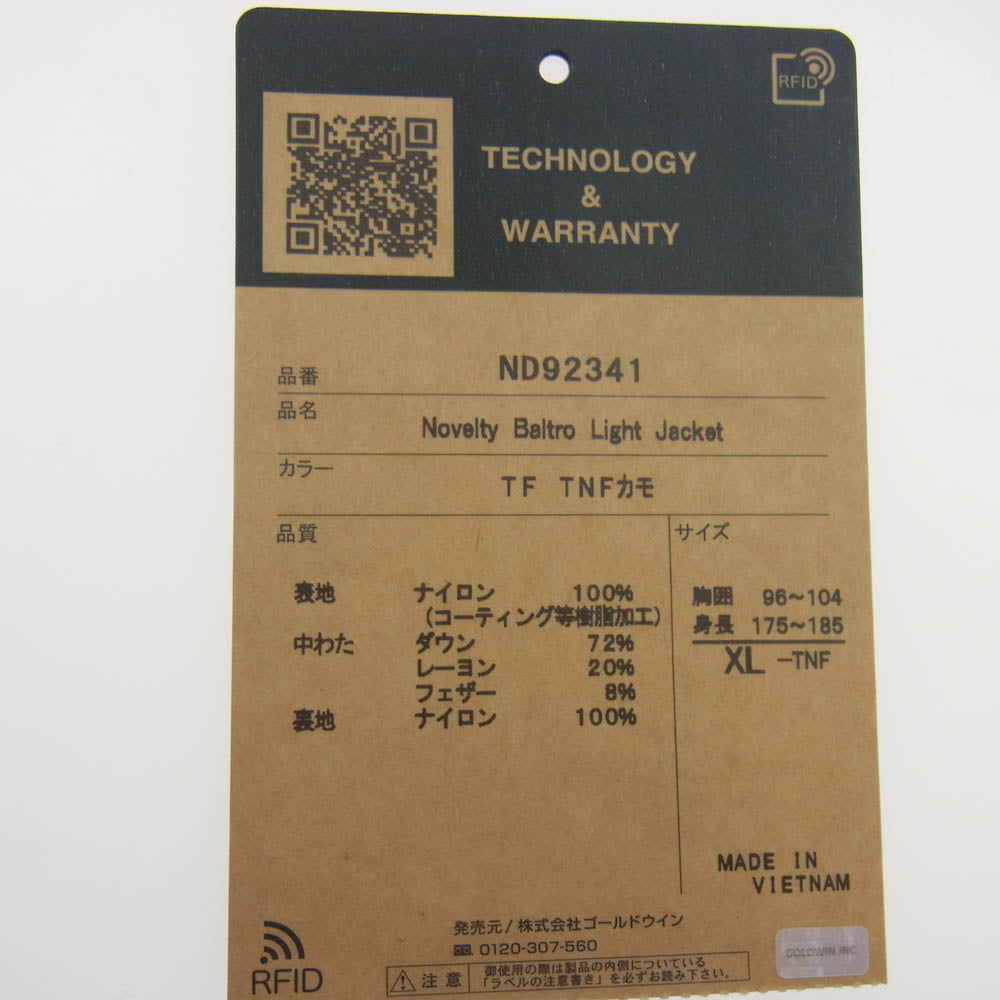 RFID
TECHNOLOGY
&
WARRANTY
品番 ND92341
品名 Novelty Baltro Light Jacket
カラー TF TNFカモ
品質
表地 ナイロン 100%
(コーティング等樹脂加工)
中わた ダウン 72%
レーヨン 20%
フェザー 8%
裏地 ナイロン 100%
サイズ
胸囲 96~104
身長 175~185
XL -TNF
MADE IN
VIETNAM
発売元/株式会社ゴールドウイン
0120-307-560
RFID
注意 御使用の際は製品の内側についている
「ラベルの注意書き」を必ずお読み下さい。
GOLDWIN INC.